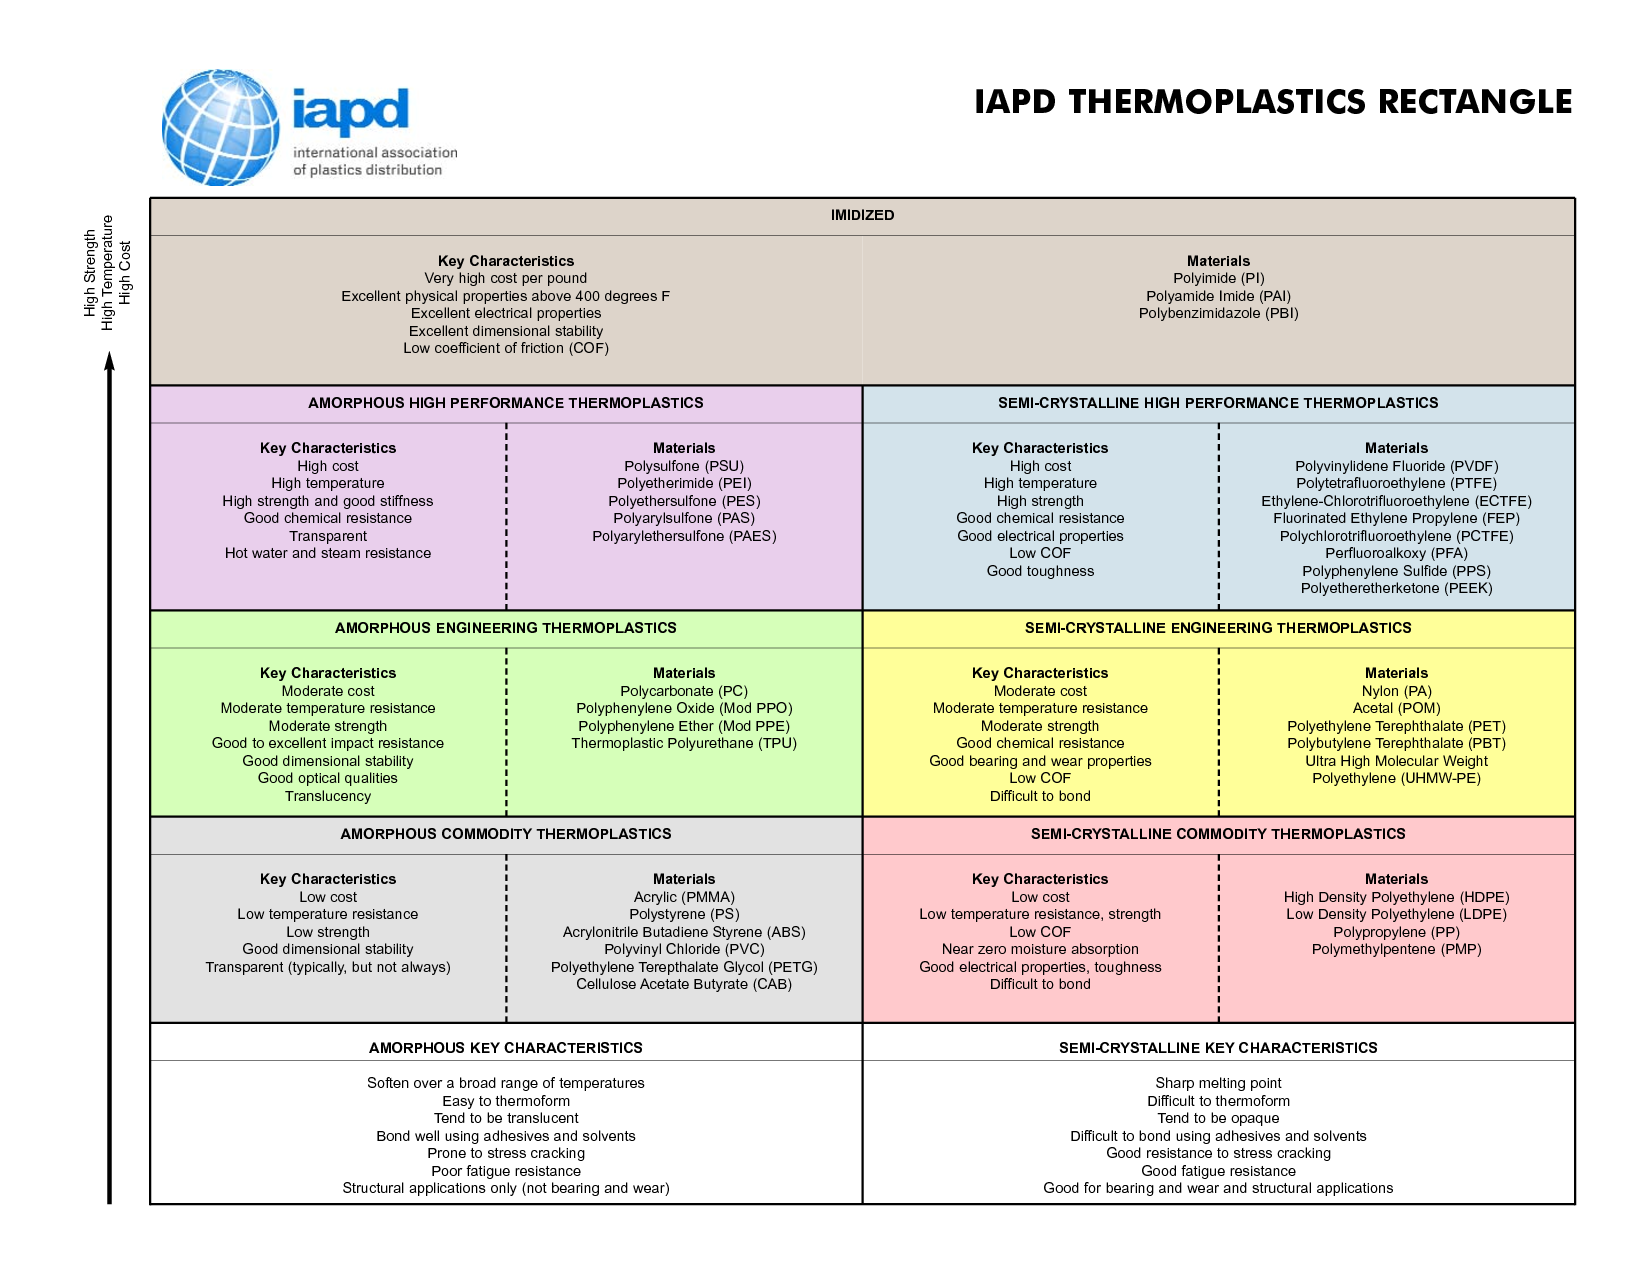 iapd
international association
of plastics distribution
IAPD THERMOPLASTICS RECTANGLE
High Strength
High Temperature
High Cost
IMIDIZED
Key Characteristics
Very high cost per pound
Excellent physical properties above 400 degrees F
Excellent electrical properties
Excellent dimensional stability
Low coefficient of friction (COF)
Materials
Polyimide (PI)
Polyamide Imide (PAI)
Polybenzimidazole (PBI)
AMORPHOUS HIGH PERFORMANCE THERMOPLASTICS
Key Characteristics
High cost
High temperature
High strength and good stiffness
Good chemical resistance
Transparent
Hot water and steam resistance
Materials
Polysulfone (PSU)
Polyetherimide (PEI)
Polyethersulfone (PES)
Polyarylsulfone (PAS)
Polyarylethersulfone (PAES)
SEMI-CRYSTALLINE HIGH PERFORMANCE THERMOPLASTICS
Key Characteristics
High cost
High temperature
High strength
Good chemical resistance
Good electrical properties
Low COF
Good toughness
Materials
Polyvinylidene Fluoride (PVDF)
Polytetrafluoroethylene (PTFE)
Ethylene-Chlorotrifluoroethylene (ECTFE)
Fluorinated Ethylene Propylene (FEP)
Polychlorotrifluoroethylene (PCTFE)
Perfluoroalkoxy (PFA)
Polyphenylene Sulfide (PPS)
Polyetheretherketone (PEEK)
AMORPHOUS ENGINEERING THERMOPLASTICS
Key Characteristics
Moderate cost
Moderate temperature resistance
Moderate strength
Good to excellent impact resistance
Good dimensional stability
Good optical qualities
Translucency
Materials
Polycarbonate (PC)
Polyphenylene Oxide (Mod PPO)
Polyphenylene Ether (Mod PPE)
Thermoplastic Polyurethane (TPU)
SEMI-CRYSTALLINE ENGINEERING THERMOPLASTICS
Key Characteristics
Moderate cost
Moderate temperature resistance
Moderate strength
Good chemical resistance
Good bearing and wear properties
Low COF
Difficult to bond
Materials
Nylon (PA)
Acetal (POM)
Polyethylene Terephthalate (PET)
Polybutylene Terephthalate (PBT)
Ultra High Molecular Weight
Polyethylene (UHMW-PE)
AMORPHOUS COMMODITY THERMOPLASTICS
Key Characteristics
Low cost
Low temperature resistance
Low strength
Good dimensional stability
Transparent (typically, but not always)
Materials
Acrylic (PMMA)
Polystyrene (PS)
Acrylonitrile Butadiene Styrene (ABS)
Polyvinyl Chloride (PVC)
Polyethylene Terepthalate Glycol (PETG)
Cellulose Acetate Butyrate (CAB)
SEMI-CRYSTALLINE COMMODITY THERMOPLASTICS
Key Characteristics
Low cost
Low temperature resistance, strength
Low COF
Near zero moisture absorption
Good electrical properties, toughness
Difficult to bond
Materials
High Density Polyethylene (HDPE)
Low Density Polyethylene (LDPE)
Polypropylene (PP)
Polymethylpentene (PMP)
AMORPHOUS KEY CHARACTERISTICS
Soften over a broad range of temperatures
Easy to thermoform
Tend to be translucent
Bond well using adhesives and solvents
Prone to stress cracking
Poor fatigue resistance
Structural applications only (not bearing and wear)
SEMI-CRYSTALLINE KEY CHARACTERISTICS
Sharp melting point
Difficult to thermoform
Tend to be opaque
Difficult to bond using adhesives and solvents
Good resistance to stress cracking
Good fatigue resistance
Good for bearing and wear and structural applications